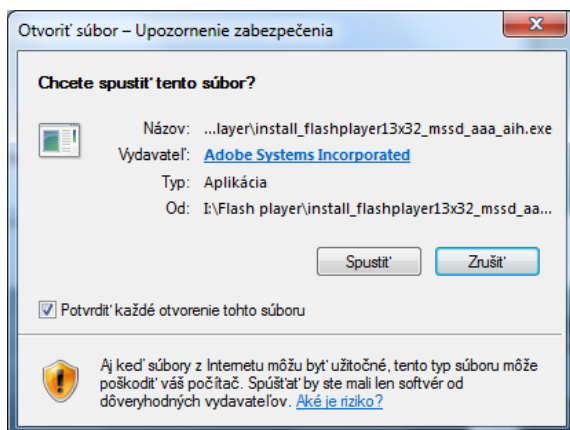 Otvoriť súbor – Upozornenie zabezpečenia
Chcete spustiť tento súbor?
Názov: ...layer\install_flashplayer13x32_mssd_aaa_aih.exe
Vydavateľ: Adobe Systems Incorporated
Typ: Aplikácia
Od: I:\Flash player\install_flashplayer13x32_mssd_aa...
Spustiť Zrušiť
Potvrdiť každé otvorenie tohto súboru
Aj keď súbory z Internetu môžu byť užitočné, tento typ súboru môže
poškodiť váš počítač. Spúšťať by ste mali len softvér od
dôveryhodných vydavateľov. Aké je riziko?